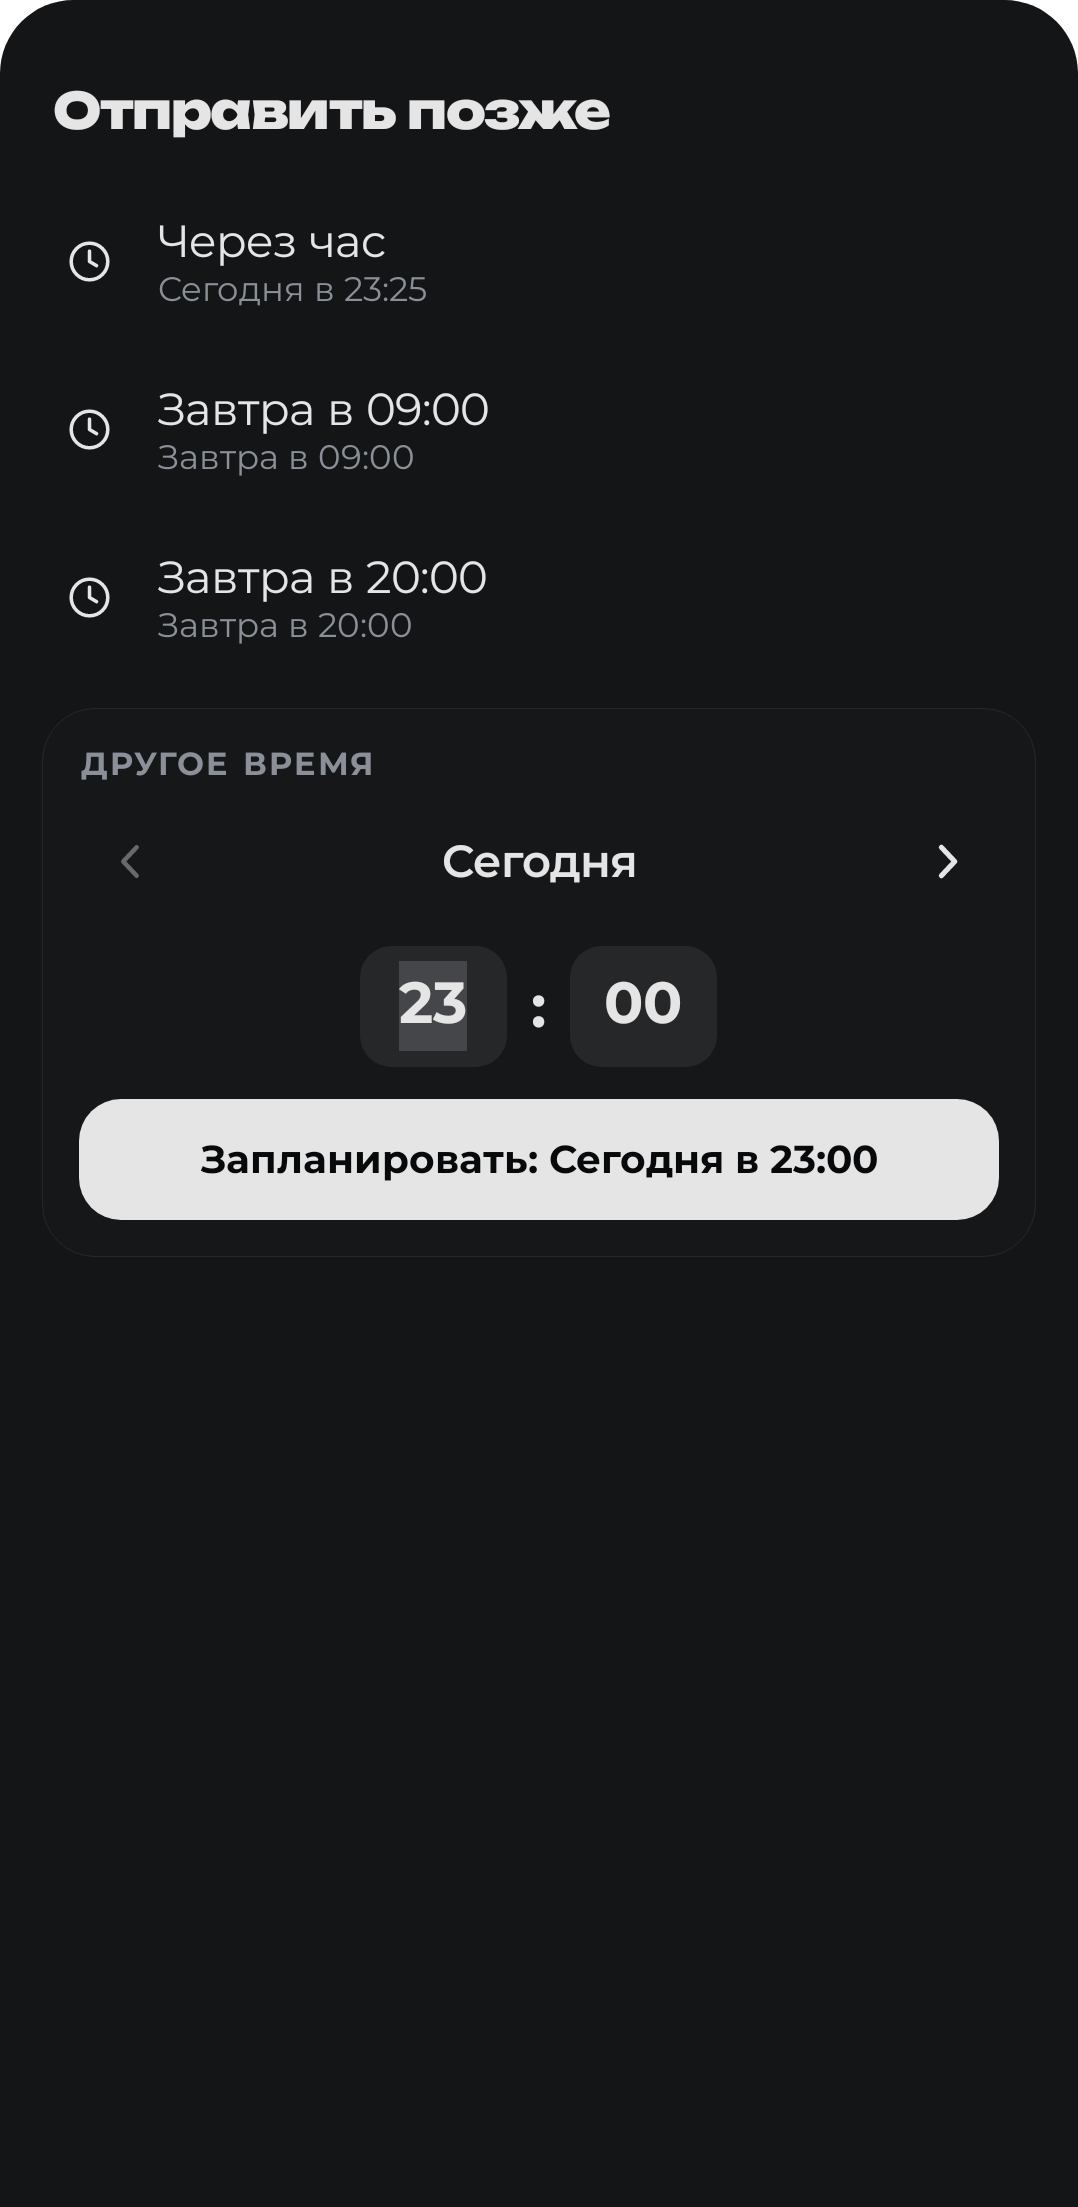 Отправить позже
Через час
Сегодня в 23:25
Завтра в 09:00
Завтра в 09:00
Завтра в 20:00
Завтра в 20:00
ДРУГОЕ ВРЕМЯ
Сегодня
23 : 00
Запланировать: Сегодня в 23:00